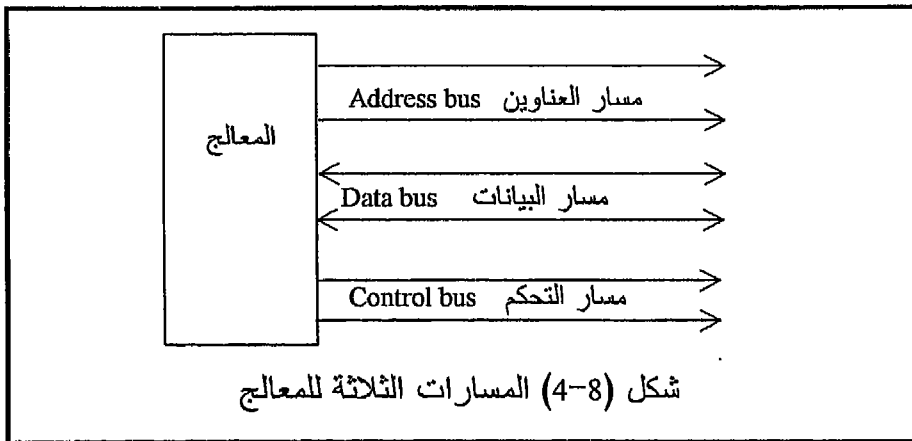 المعالج
Address bus مسار العناوين
Data bus مسار البيانات
Control bus مسار التحكم
شكل (8-4) المسارات الثلاثة للمعالج